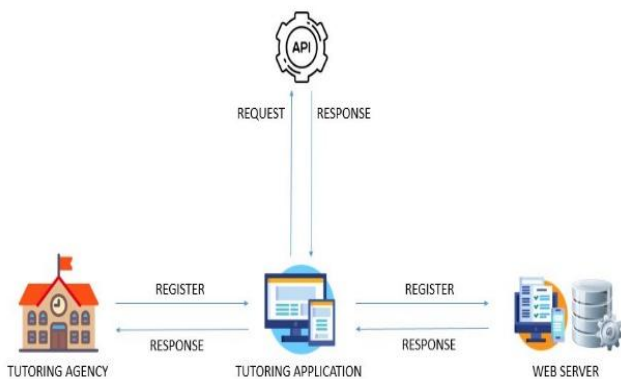 API
REQUEST
RESPONSE
REGISTER
REGISTER
RESPONSE
RESPONSE
TUTORING AGENCY
TUTORING APPLICATION
WEB SERVER